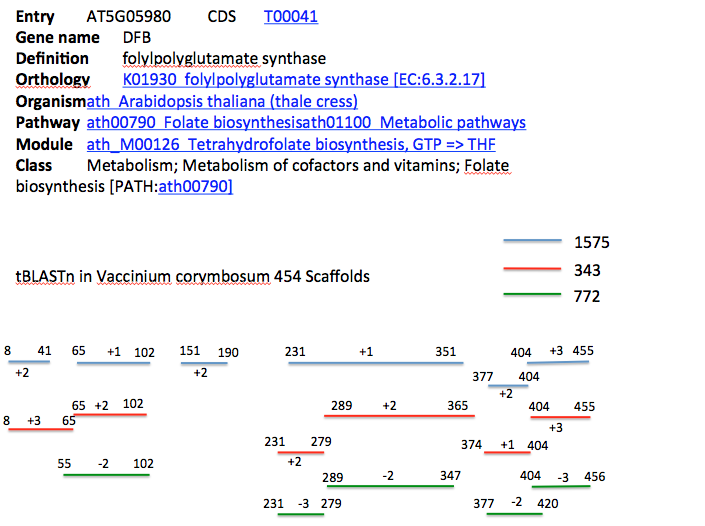 Entry AT5G05980 CDS T00041
Gene name DFB
Definition folylpolyglutamate synthase
Orthology K01930 folylpolyglutamate synthase [EC:6.3.2.17]
Organismath Arabidopsis thaliana (thale cress)
Pathway ath00790 Folate biosynthesisath01100 Metabolic pathways
Module ath_M00126 Tetrahydrofolate biosynthesis, GTP => THF
Class Metabolism; Metabolism of cofactors and vitamins; Folate
biosynthesis [PATH:ath00790]
1575
343
772
tBLASTn in Vaccinium corymbosum 454 Scaffolds
8 41 65 +1 102 151 190 231 +1 351 404 +3 455
+2 +2
377 404
+2
65 +2 102 289 +2 365 404 455
8 +3 65
+3
231 279 374 +1 404
+2
55 -2 102 289 -2 347 404 -3 456
231 -3 279 377 -2 420